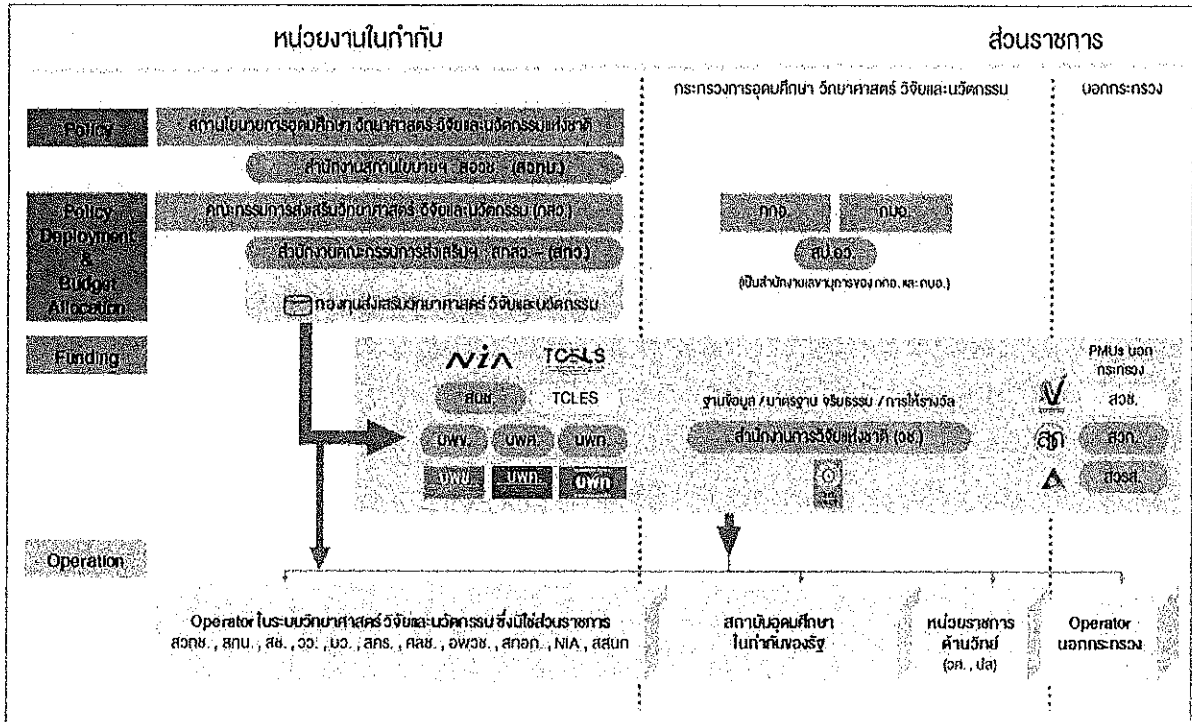 หน่วยงานในกำกับ
ส่วนราชการ
กระทรวงการอุดมศึกษา วิทยาศาสตร์ วิจัยและนวัตกรรม
นอกกระทรวง
Policy
สภานโยบายการอุดมศึกษา วิทยาศาสตร์ วิจัยและนวัตกรรมแห่งชาติ
สำนักงานสภานโยบายฯ สอวช - (สวทน.)
Policy
Deployment
&
Budget
Allocation
คณะกรรมการส่งเสริมวิทยาศาสตร์ วิจัยและนวัตกรรม (กสว.)
สำนักงานคณะกรรมการส่งเสริมฯ สกสว. - (สกว.)
กองทุนส่งเสริมวิทยาศาสตร์ วิจัยและนวัตกรรม
กกอ
กมอ
สป.อว.
(เป็นสำนักงานเลขานุการของ กกอ. และ กมอ.)
Funding
NiA
TCELS
สนช
TCLES
บพข.
บพค.
บพท.
บพข
บพค.
บพท
ฐานข้อมูล / มาตรฐาน จริยธรรม / การให้รางวัล
สำนักงานการวิจัยแห่งชาติ (วช.)
PMUs นอก
กระทรวง
สวช.
สวก.
สวรส.
Operation
Operator ในระบบวิทยาศาสตร์ วิจัยและนวัตกรรม ซึ่งมิใช่ส่วนราชการ
สวทช. , สทน. , สช. , วว. , มว. , สดร. , ศลช. , อพวช. , สทอภ. , NIA , สสนก
สถาบันอุดมศึกษา
ในกำกับของรัฐ
หน่วยราชการ
ด้านวิทย์
(วศ. , ปส)
Operator
นอกกระทรวง